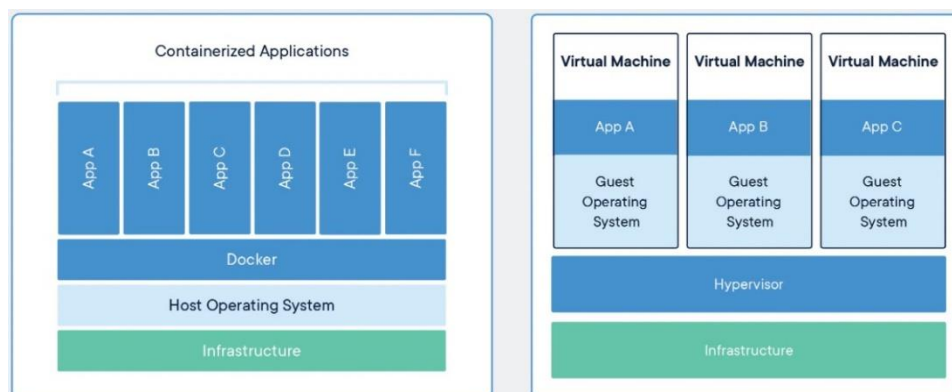 Containerized Applications
App A
App B
App C
App D
App E
App F
Docker
Host Operating System
Infrastructure
Virtual Machine
App A
Guest
Operating
System
Virtual Machine
App B
Guest
Operating
System
Virtual Machine
App C
Guest
Operating
System
Hypervisor
Infrastructure